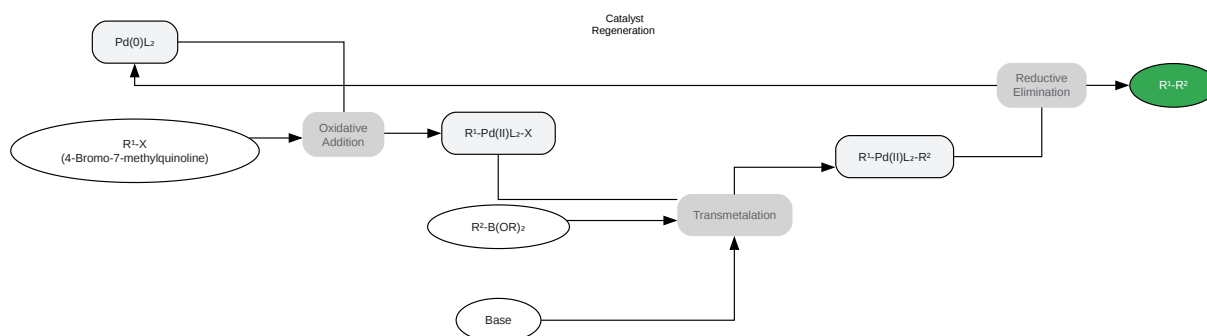 Catalyst
Regeneration
Pd(0)L₂
Reductive
Elimination
R¹-R²
Oxidative
Addition
R¹-Pd(II)L₂-X
R¹-X
(4-Bromo-7-methylquinoline)
R¹-Pd(II)L₂-R²
Transmetalation
R²-B(OR)₂
Base